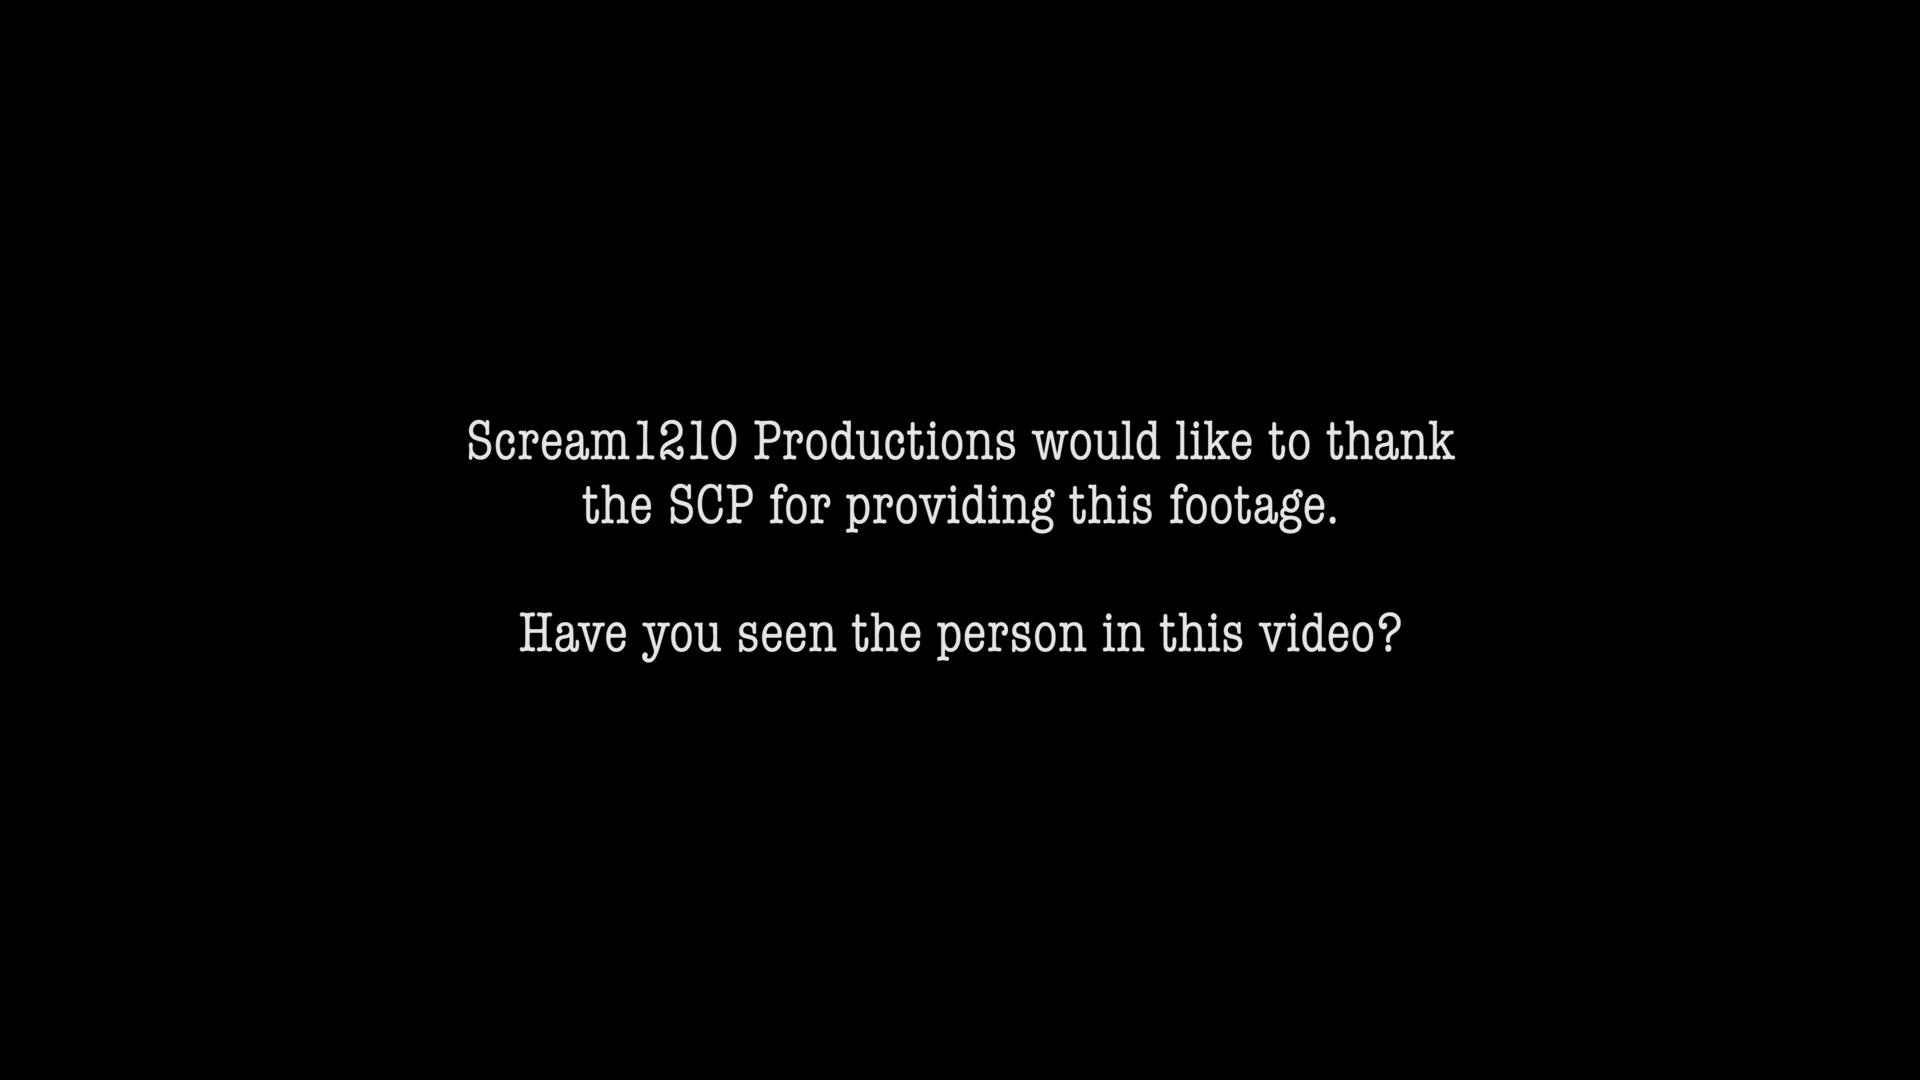 Scream1210 Productions would like to thank
the SCP for providing this footage.
Have you seen the person in this video?